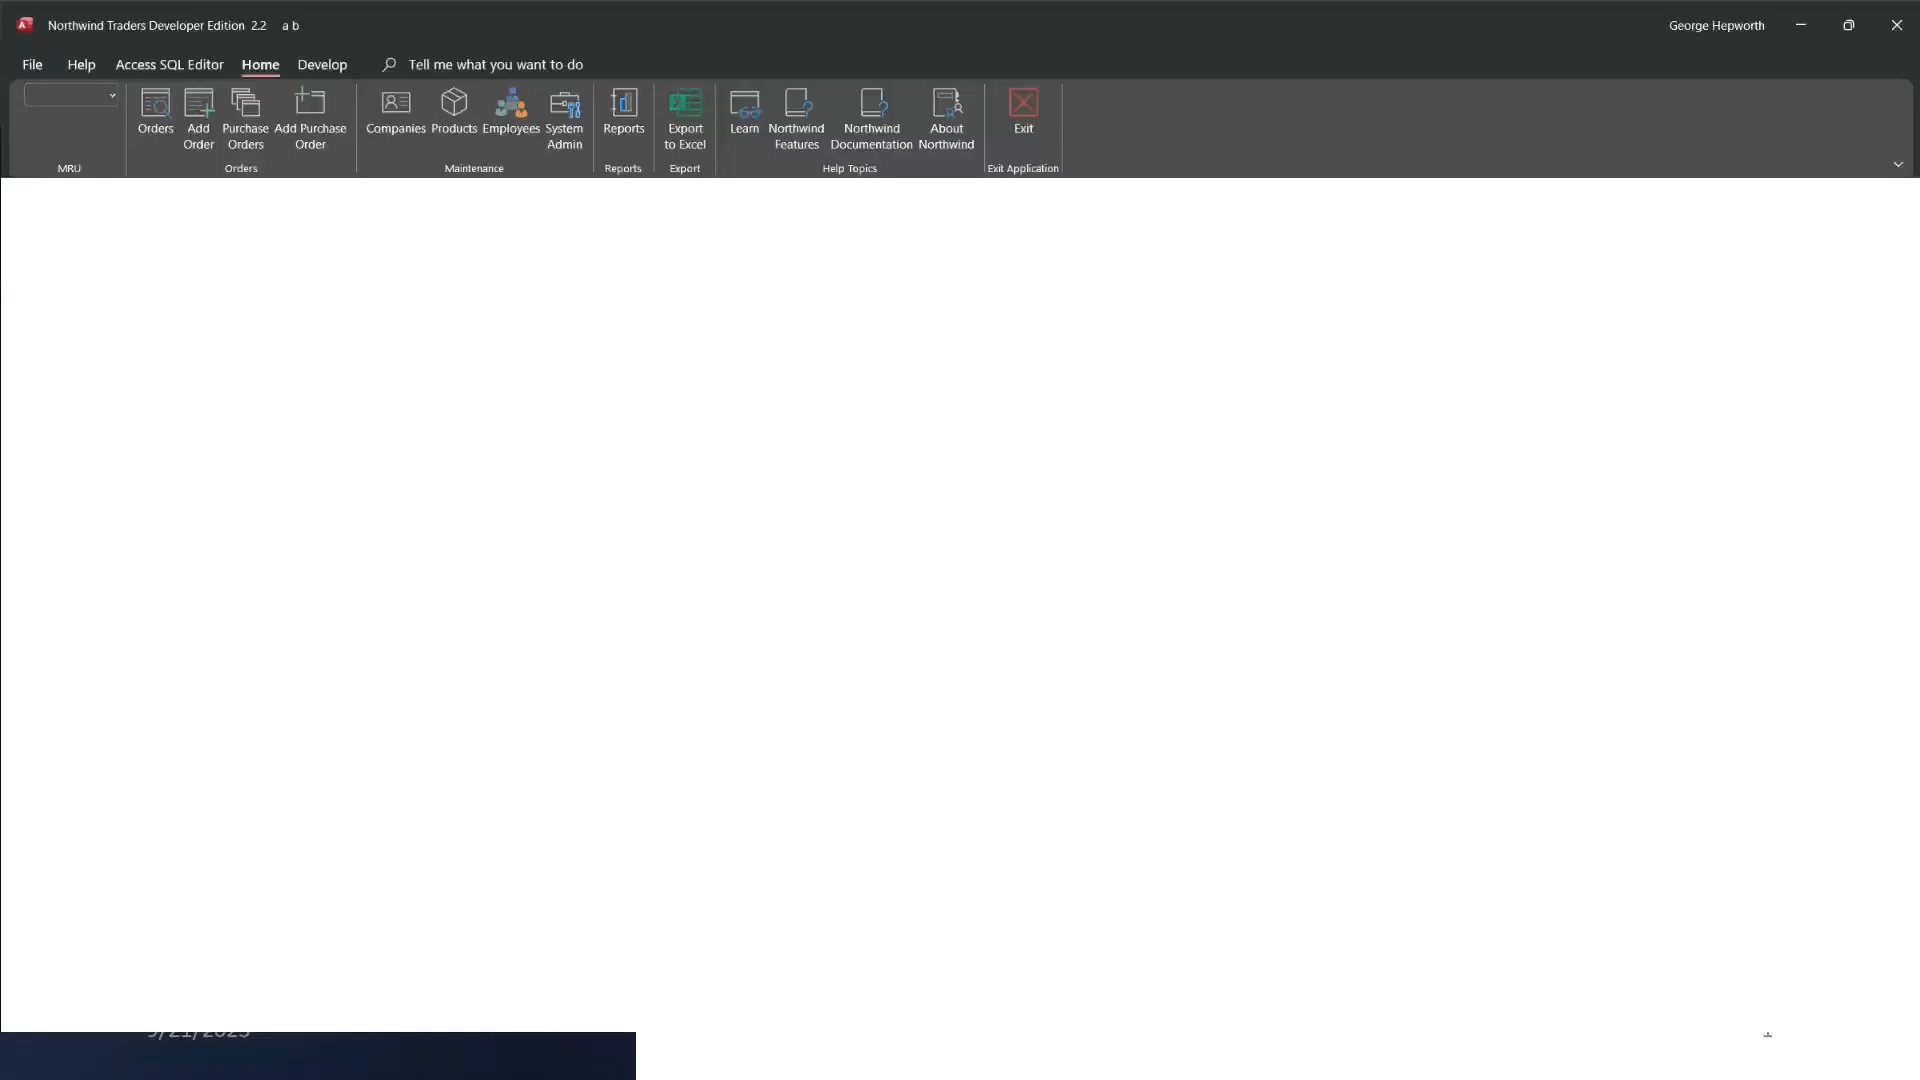 Northwind Traders Developer Edition 2.2 a b
George Hepworth
File Help Access SQL Editor Home Develop Tell me what you want to do
Orders
Add Order
Purchase Orders
Add Purchase Order
Companies
Products
Employees
System Admin
Reports
Export to Excel
Learn
Northwind Features
Northwind Documentation
About Northwind
Exit
MRU
Orders
Maintenance
Reports
Export
Help Topics
Exit Application